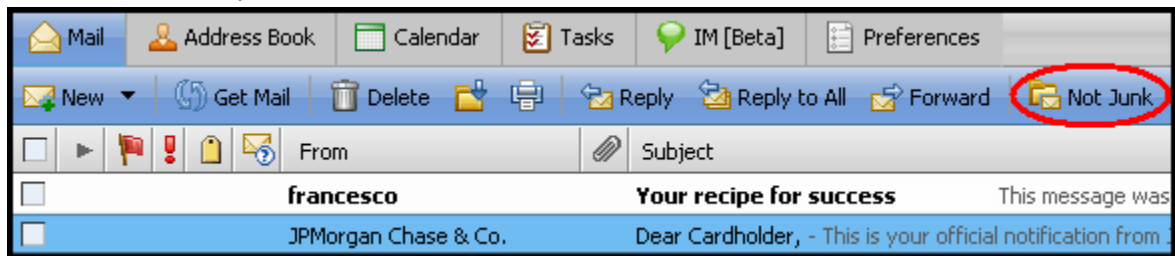 Mail Address Book Calendar Tasks IM [Beta] Preferences
New Get Mail Delete Reply Reply to All Forward Not Junk
From Subject
francesco Your recipe for success This message was
JPMorgan Chase & Co. Dear Cardholder, - This is your official notification from